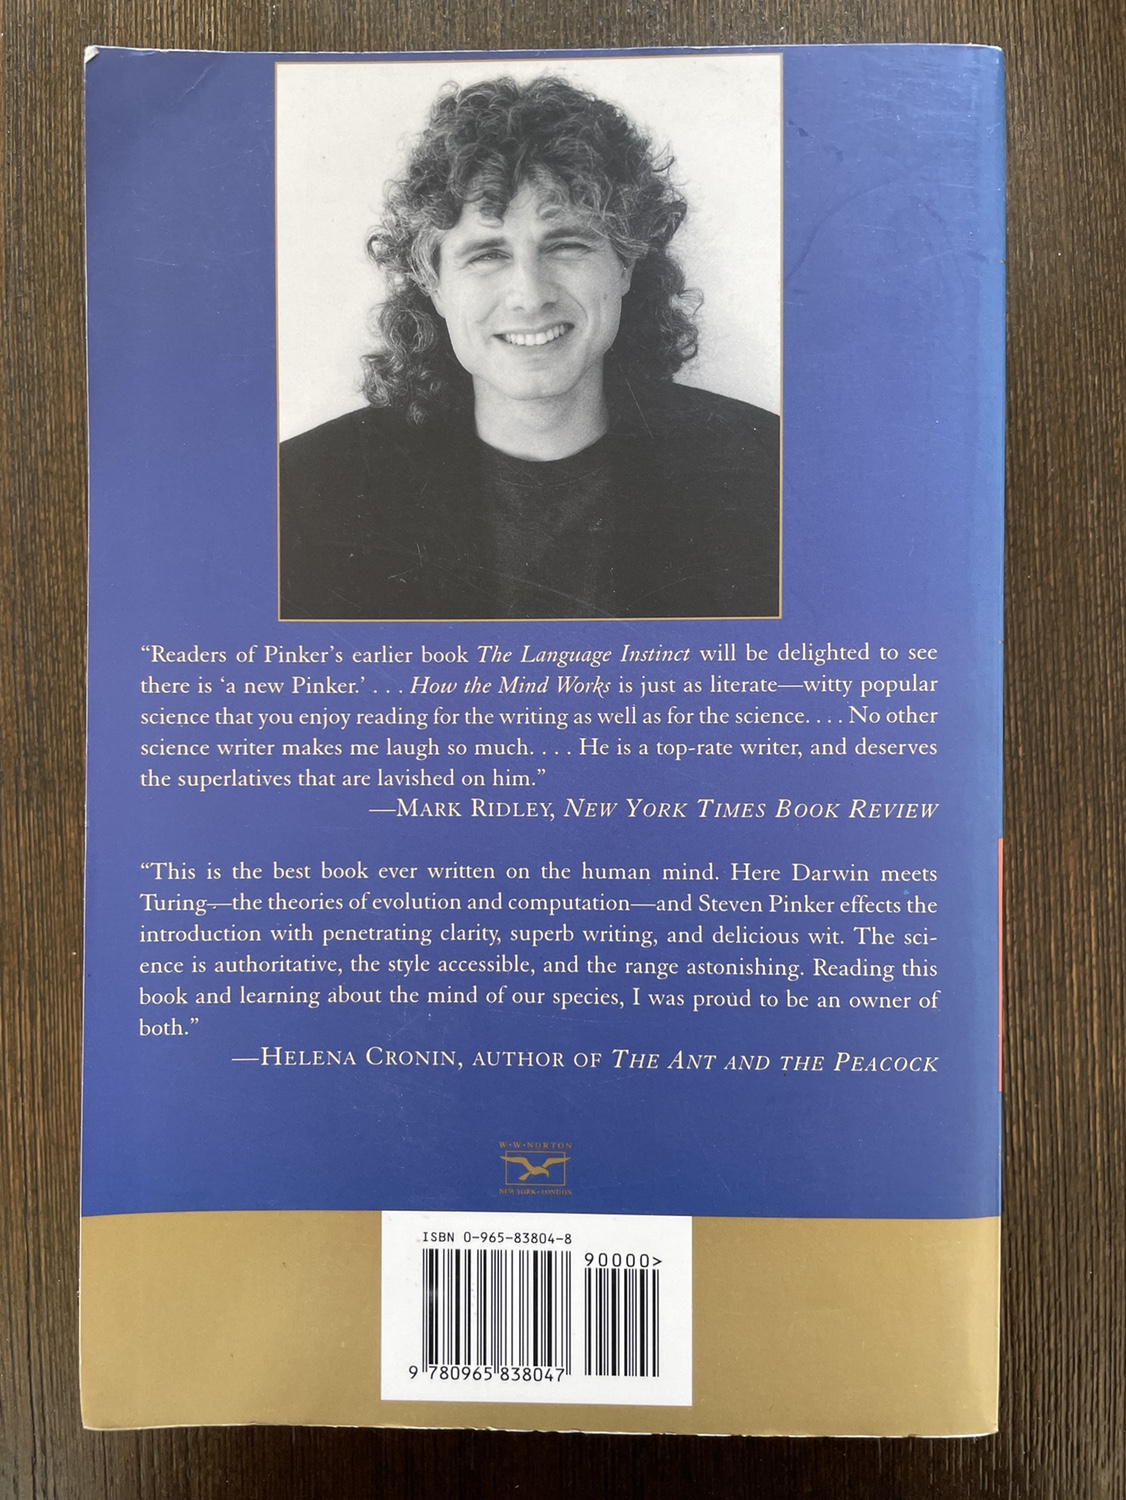 “Readers of Pinker’s earlier book The Language Instinct will be delighted to see
there is ‘a new Pinker.’ . . . How the Mind Works is just as literate—witty popular
science that you enjoy reading for the writing as well as for the science. . . . No other
science writer makes me laugh so much. . . . He is a top-rate writer, and deserves
the superlatives that are lavished on him.”
—MARK RIDLEY, NEW YORK TIMES BOOK REVIEW
“This is the best book ever written on the human mind. Here Darwin meets
Turing—the theories of evolution and computation—and Steven Pinker effects the
introduction with penetrating clarity, superb writing, and delicious wit. The sci-
ence is authoritative, the style accessible, and the range astonishing. Reading this
book and learning about the mind of our species, I was proud to be an owner of
both.”
—HELENA CRONIN, AUTHOR OF THE ANT AND THE PEACOCK
W·W·NORTON
NEW YORK·LONDON
ISBN 0-965-83804-8
90000>
9 780965 838047